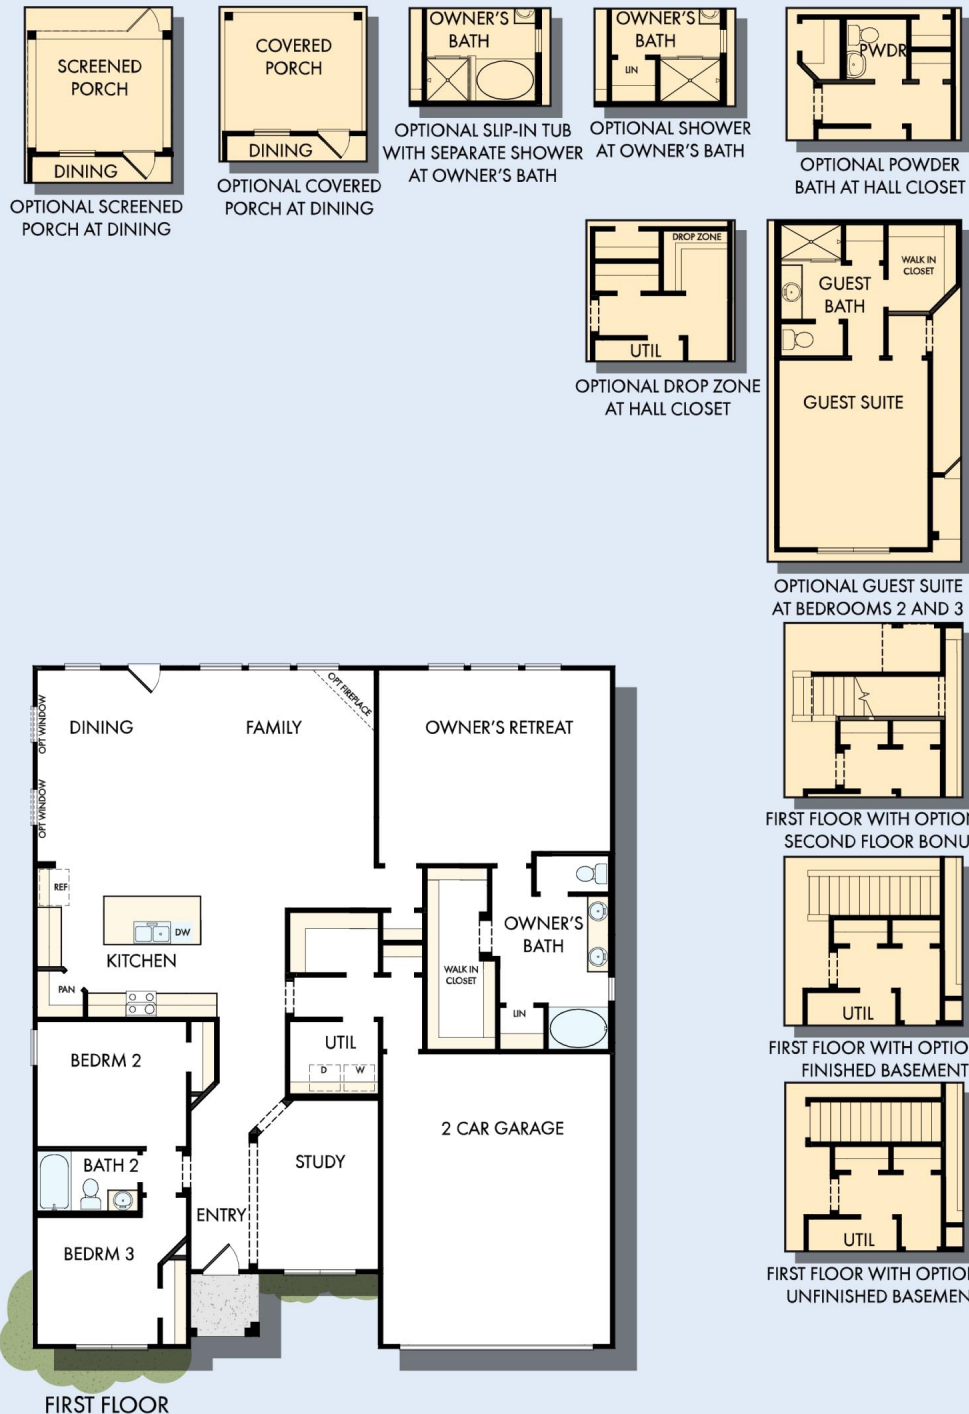 SCREENED
PORCH
DINING
OPTIONAL SCREENED
PORCH AT DINING
COVERED
PORCH
DINING
OPTIONAL COVERED
PORCH AT DINING
OWNER'S
BATH
OPTIONAL SLIP-IN TUB
WITH SEPARATE SHOWER
AT OWNER'S BATH
OWNER'S
BATH
LIN
OPTIONAL SHOWER
AT OWNER'S BATH
PWDR
OPTIONAL POWDER
BATH AT HALL CLOSET
DROP ZONE
UTIL
OPTIONAL DROP ZONE
AT HALL CLOSET
WALK IN
CLOSET
GUEST
BATH
GUEST SUITE
OPTIONAL GUEST SUITE
AT BEDROOMS 2 AND 3
FIRST FLOOR WITH OPTION
SECOND FLOOR BONU
UTIL
FIRST FLOOR WITH OPTIO
FINISHED BASEMENT
UTIL
FIRST FLOOR WITH OPTIO
UNFINISHED BASEMEN
OPT WINDOW
OPT WINDOW
DINING
FAMILY
OPT FIREPLACE
OWNER'S RETREAT
REF
DW
KITCHEN
PAN
OWNER'S
BATH
WALK IN
CLOSET
LIN
UTIL
D
W
BEDRM 2
BATH 2
BEDRM 3
ENTRY
STUDY
2 CAR GARAGE
FIRST FLOOR